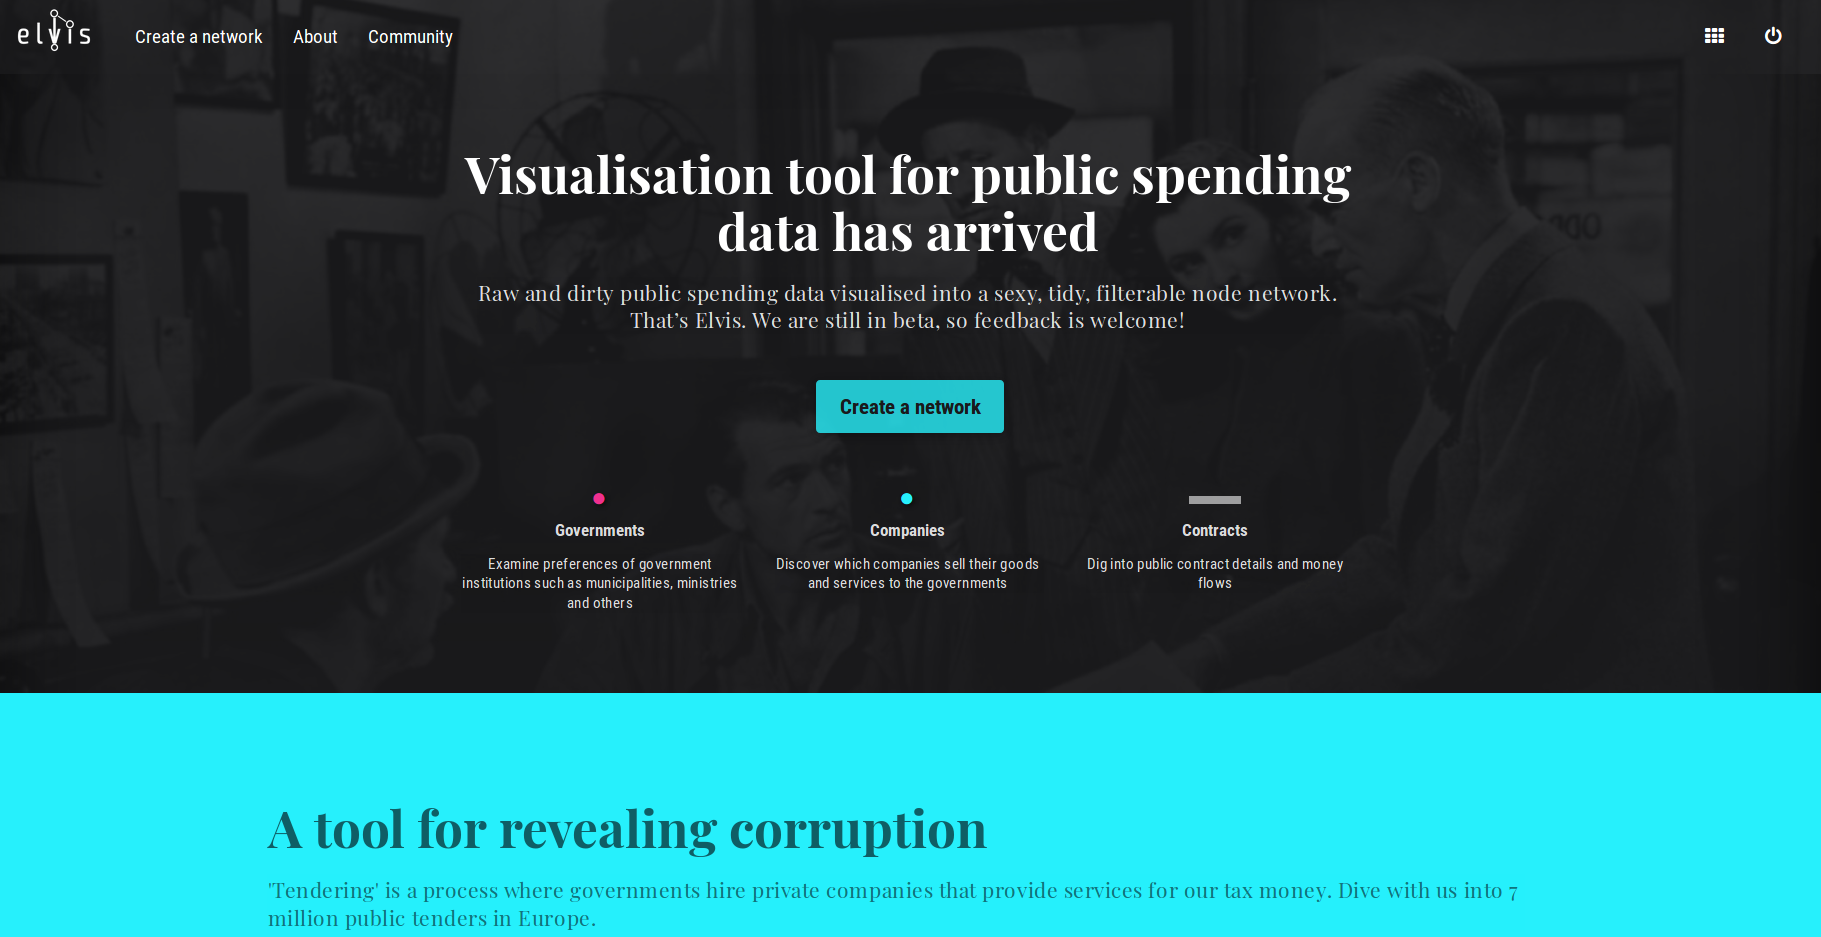 elvis
Create a network
About
Community
Visualisation tool for public spending
data has arrived
Raw and dirty public spending data visualised into a sexy, tidy, filterable node network.
That’s Elvis. We are still in beta, so feedback is welcome!
Create a network
Governments
Examine preferences of government
institutions such as municipalities, ministries
and others
Companies
Discover which companies sell their goods
and services to the governments
Contracts
Dig into public contract details and money
flows
A tool for revealing corruption
'Tendering' is a process where governments hire private companies that provide services for our tax money. Dive with us into 7
million public tenders in Europe.